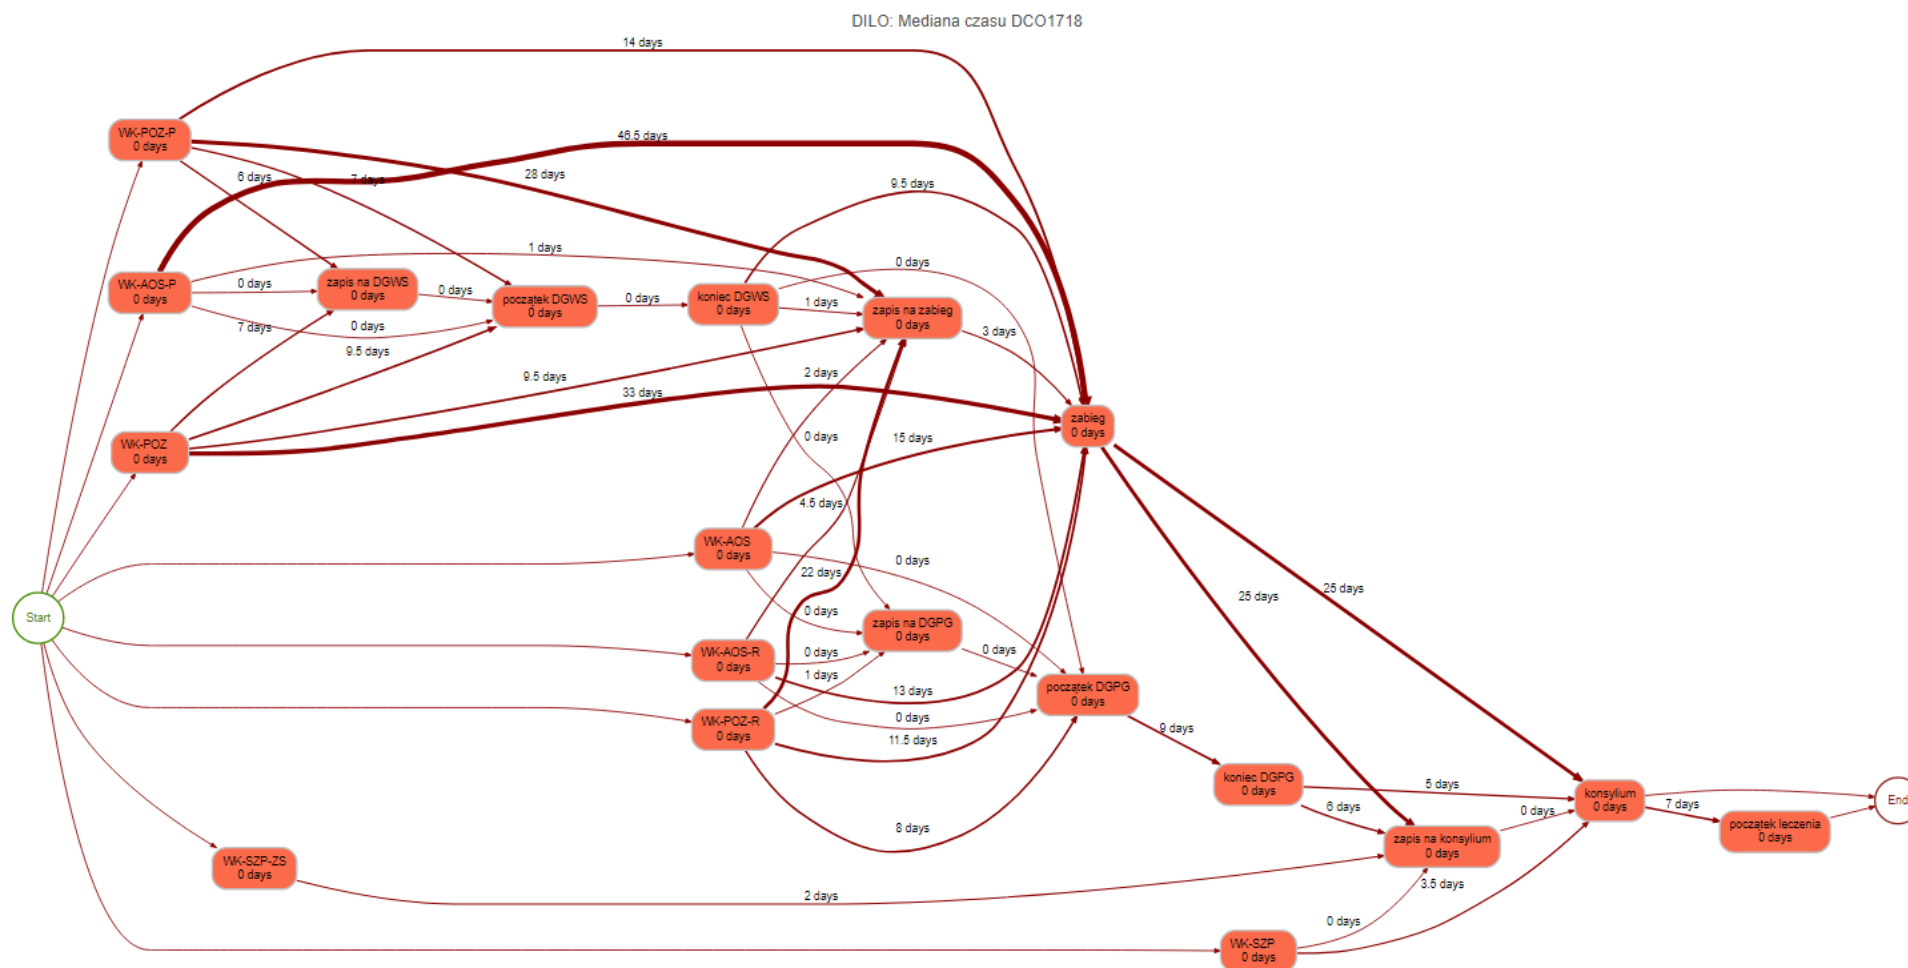 DILO: Mediana czasu DCO1718
14 days
WK-POZ-P
0 days
46.5 days
6 days
7 days
28 days
9.5 days
1 days
0 days
WK-AOS-P
0 days
0 days
zapis na DGWS
0 days
0 days
początek DGWS
0 days
0 days
koniec DGWS
0 days
1 days
zapis na zabieg
0 days
3 days
7 days
0 days
9.5 days
9.5 days
2 days
33 days
WK-POZ
0 days
zabieg
0 days
0 days
15 days
4.5 days
WK-AOS
0 days
0 days
22 days
25 days
25 days
Start
0 days
zapis na DGPG
0 days
WK-AOS-R
0 days
0 days
0 days
1 days
13 days
początek DGPG
0 days
WK-POZ-R
0 days
0 days
11.5 days
9 days
koniec DGPG
0 days
5 days
konsylium
0 days
End
6 days
0 days
7 days
początek leczenia
0 days
8 days
zapis na konsylium
0 days
WK-SZP-ZS
0 days
2 days
3.5 days
0 days
WK-SZP
0 days